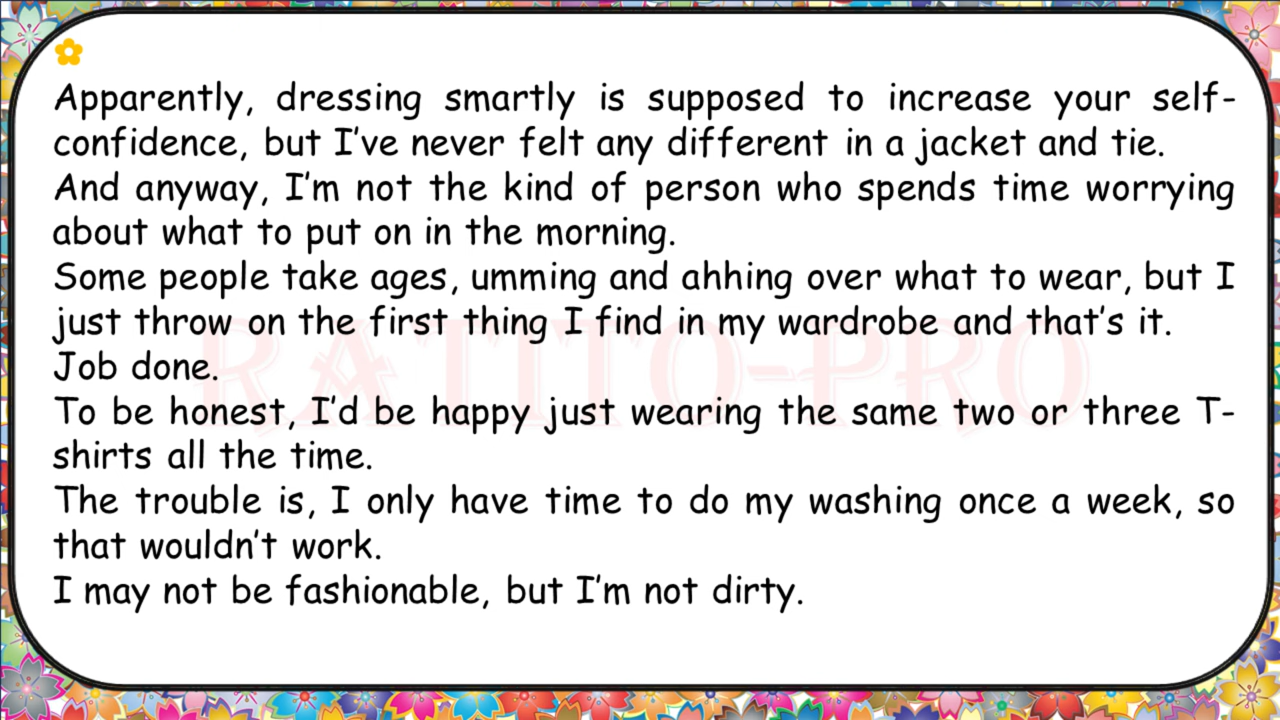 Apparently, dressing smartly is supposed to increase your self-
confidence, but I've never felt any different in a jacket and tie.
And anyway, I'm not the kind of person who spends time worrying
about what to put on in the morning.
Some people take ages, umming and ahhing over what to wear, but I
just throw on the first thing I find in my wardrobe and that's it.
Job done.
To be honest, I'd be happy just wearing the same two or three T-
shirts all the time.
The trouble is, I only have time to do my washing once a week, so
that wouldn't work.
I may not be fashionable, but I'm not dirty.
RATITO-PRO